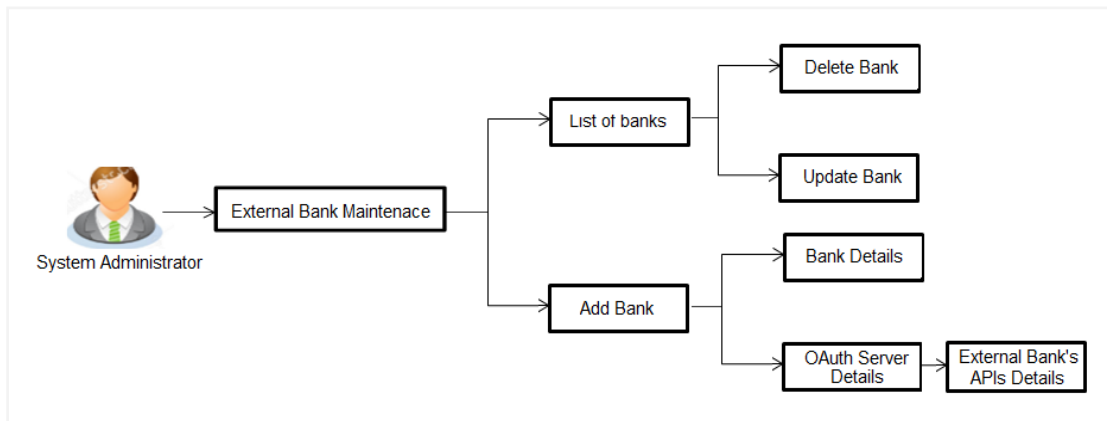 Delete Bank
List of banks
Update Bank
External Bank Maintenace
System Administrator
Bank Details
Add Bank
OAuth Server
Details
External Bank's
APIs Details